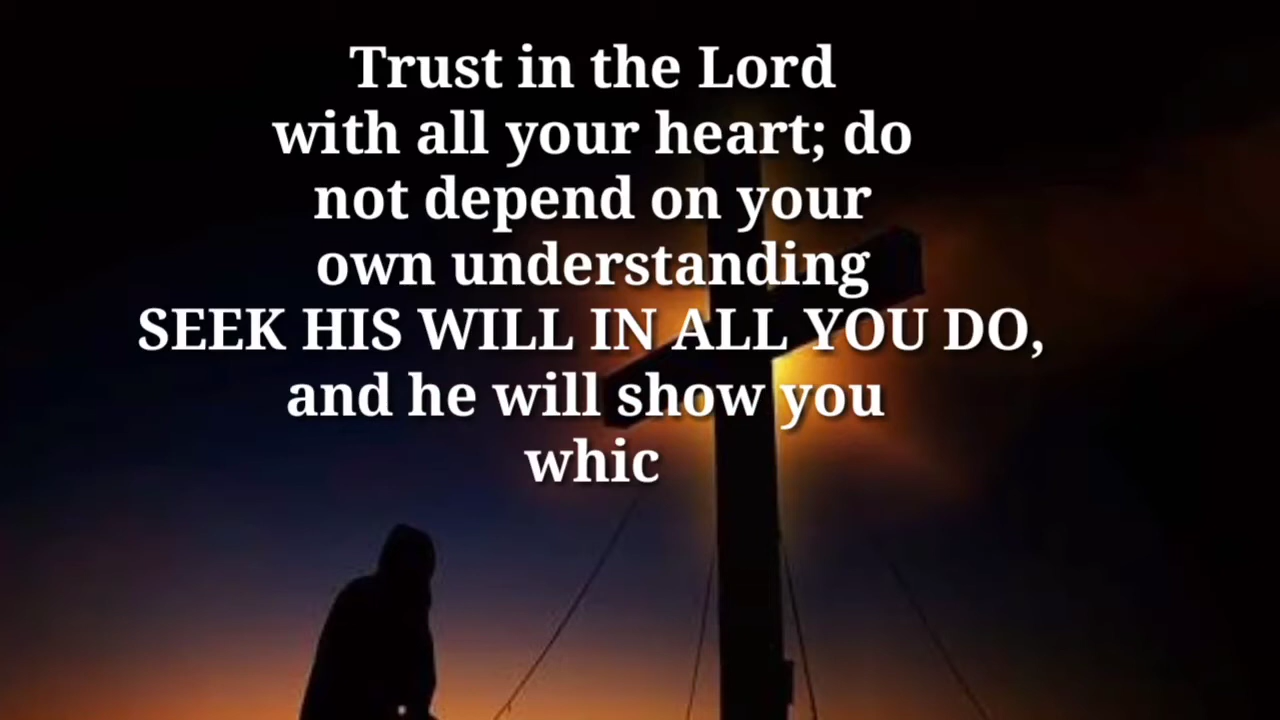 Trust in the Lord
with all your heart; do
not depend on your
own understanding
SEEK HIS WILL IN ALL YOU DO,
and he will show you
whic